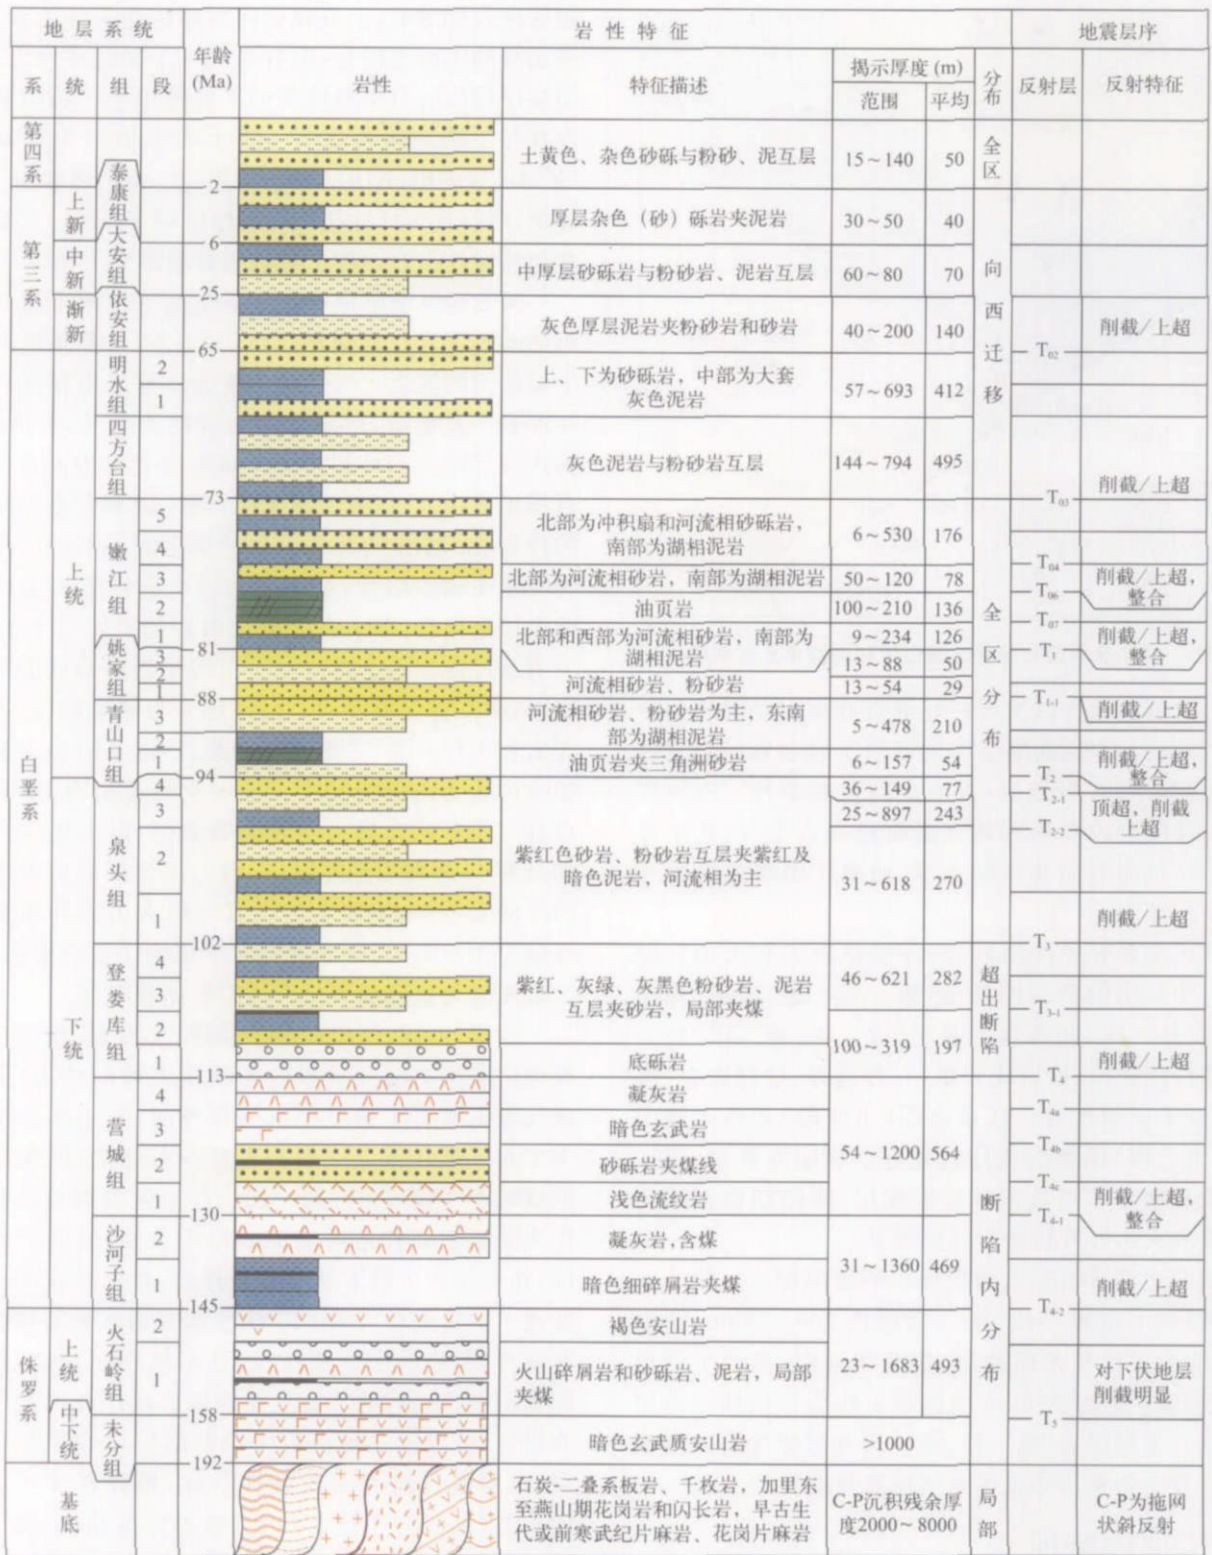 地层系统
年龄
(Ma)
岩性特征
地震层序
系
统
组
段
岩性
特征描述
揭示厚度 (m)
范围
平均
分布
反射层
反射特征
第四系
土黄色、杂色砂砾与粉砂、泥互层
15~140
50
全区
泰康组
2
第三系
上新
厚层杂色（砂）砾岩夹泥岩
30~50
40
向西迁移
大安组
6
中新
中厚层砂砾岩与粉砂岩、泥岩互层
60~80
70
25
渐新
依安组
灰色厚层泥岩夹粉砂岩和砂岩
40~200
140
削截/上超
65
T02
白垩系
上统
明水组
2
1
上、下为砂砾岩，中部为大套
灰色泥岩
57~693
412
四方台组
灰色泥岩与粉砂岩互层
144~794
495
削截/上超
73
T03
嫩江组
5
4
北部为冲积扇和河流相砂砾岩，
南部为湖相泥岩
6~530
176
全区分布
T04
3
北部为河流相砂岩，南部为湖相泥岩
50~120
78
削截/上超，
整合
T06
2
油页岩
100~210
136
T07
1
北部和西部为河流相砂岩，南部为
湖相泥岩
9~234
126
削截/上超，
整合
81
T1
姚家组
3
2
1
13~88
50
河流相砂岩、粉砂岩
13~54
29
88
T1-1
削截/上超
青山口组
3
2
河流相砂岩、粉砂岩为主，东南
部为湖相泥岩
5~478
210
1
油页岩夹三角洲砂岩
6~157
54
削截/上超，
整合
94
T2
下统
泉头组
4
36~149
77
T2-1
3
25~897
243
顶超，削截
上超
T2-2
2
紫红色砂岩、粉砂岩互层夹紫红及
暗色泥岩，河流相为主
31~618
270
1
削截/上超
102
T3
登娄库组
4
3
紫红、灰绿、灰黑色粉砂岩、泥岩
互层夹砂岩，局部夹煤
46~621
282
超出断陷
T3-1
2
100~319
197
1
底砾岩
削截/上超
113
T4
营城组
4
凝灰岩
T4a
3
暗色玄武岩
54~1200
564
T4b
2
砂砾岩夹煤线
T4c
1
浅色流纹岩
断陷内分布
削截/上超，
整合
130
T4-1
沙河子组
2
凝灰岩，含煤
31~1360
469
1
暗色细碎屑岩夹煤
削截/上超
145
T4-2
侏罗系
上统
火石岭组
2
褐色安山岩
1
火山碎屑岩和砂砾岩、泥岩，局部
夹煤
23~1683
493
对下伏地层
削截明显
158
T5
中下统
未分组
暗色玄武质安山岩
>1000
192
基底
石炭-二叠系板岩、千枚岩，加里东
至燕山期花岗岩和闪长岩，早古生
代或前寒武纪片麻岩、花岗片麻岩
C-P沉积残余厚
度2000~8000
局部
C-P为拖网
状斜反射